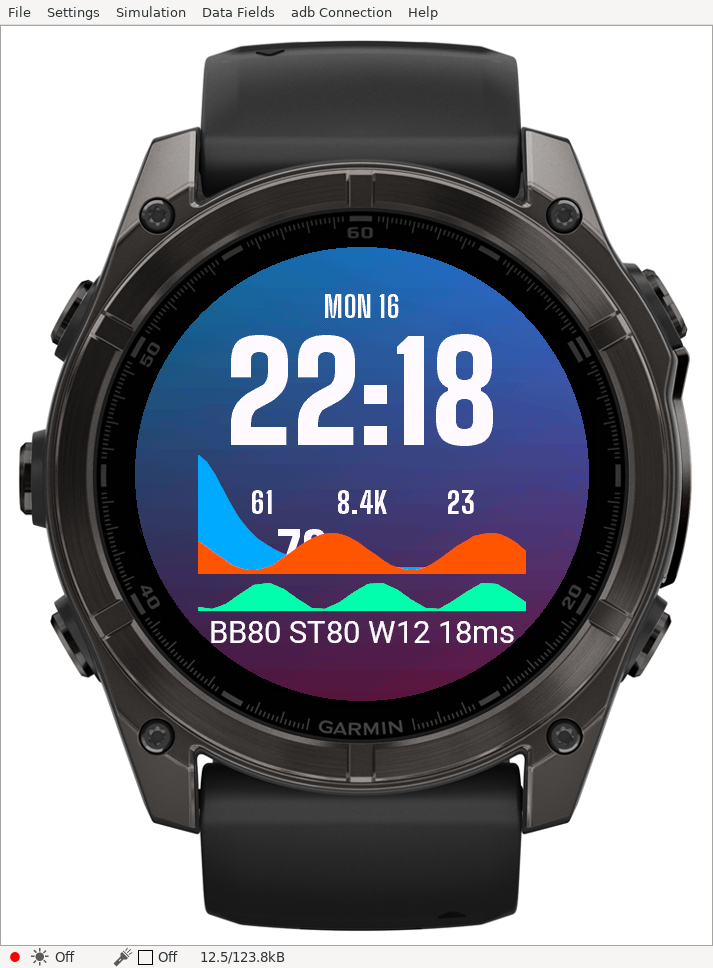 File Settings Simulation Data Fields adb Connection Help
60
MON 16
22:18
50
61 8.4K 23
40
20
BB80 ST80 W12 18ms
GARMIN
Off Off 12.5/123.8kB